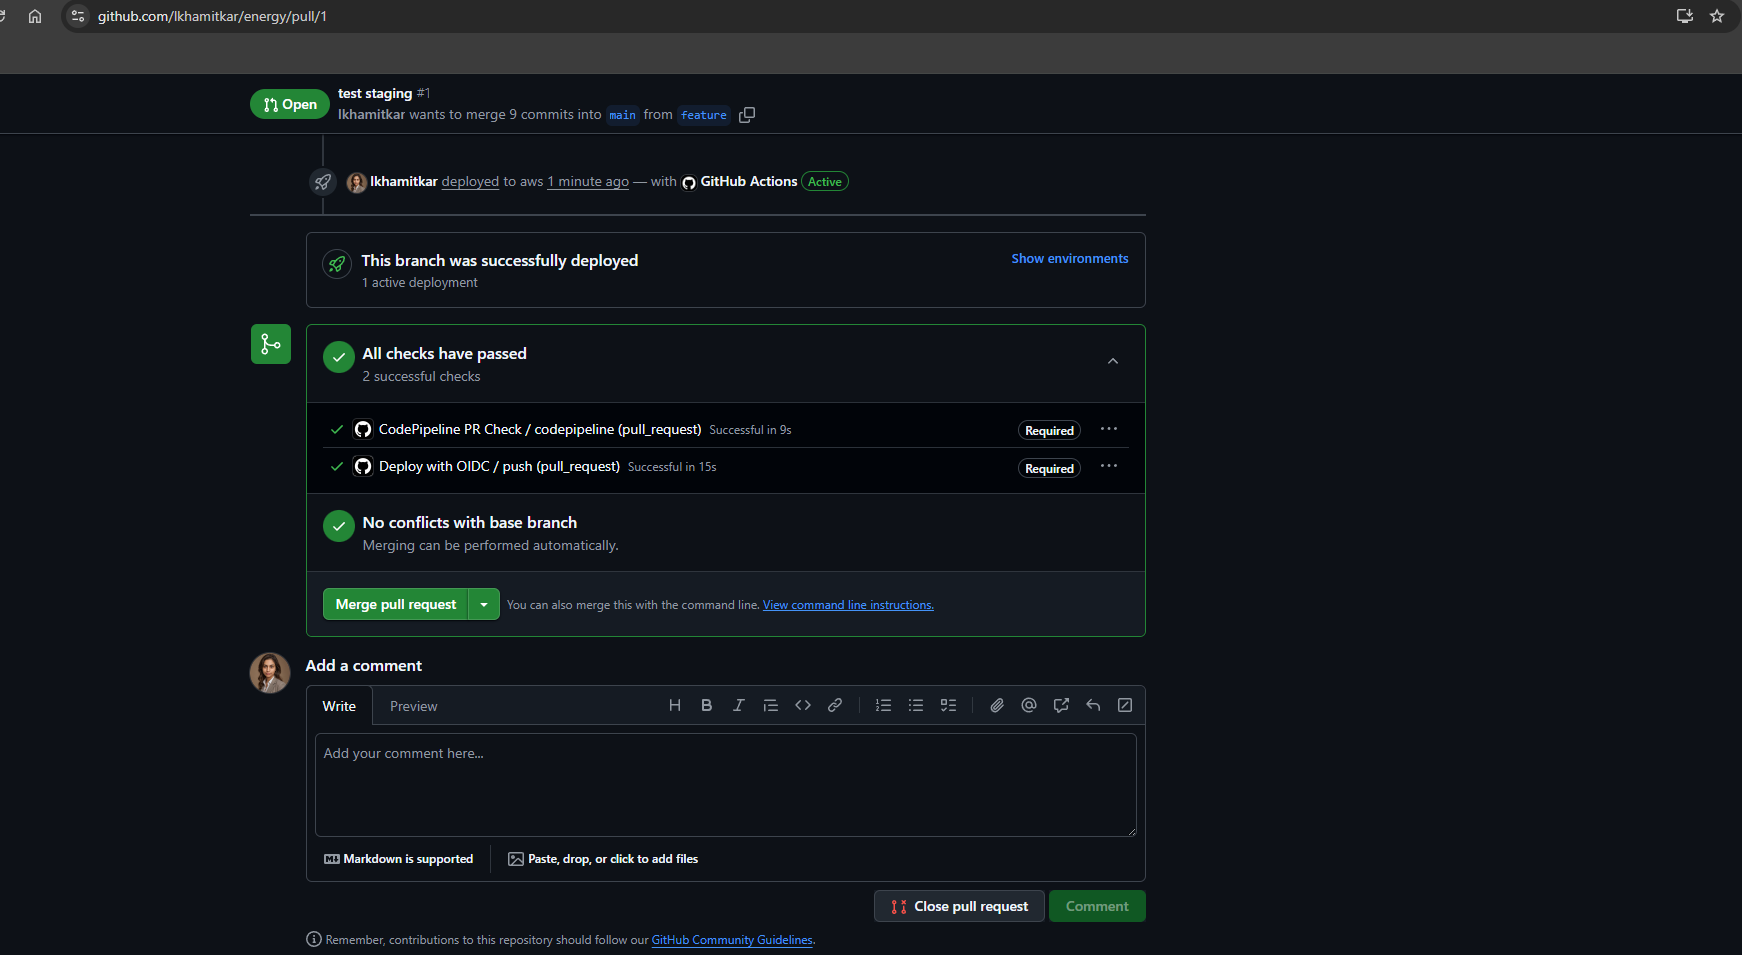 github.com/lkhamitkar/energy/pull/1
Open
test staging #1
lkhamitkar wants to merge 9 commits into main from feature
lkhamitkar deployed to aws 1 minute ago — with GitHub Actions Active
This branch was successfully deployed
Show environments
1 active deployment
All checks have passed
2 successful checks
CodePipeline PR Check / codepipeline (pull_request) Successful in 9s Required
Deploy with OIDC / push (pull_request) Successful in 15s Required
No conflicts with base branch
Merging can be performed automatically.
Merge pull request You can also merge this with the command line. View command line instructions.
Add a comment
Write Preview
Add your comment here...
Markdown is supported Paste, drop, or click to add files
Close pull request Comment
Remember, contributions to this repository should follow our GitHub Community Guidelines.